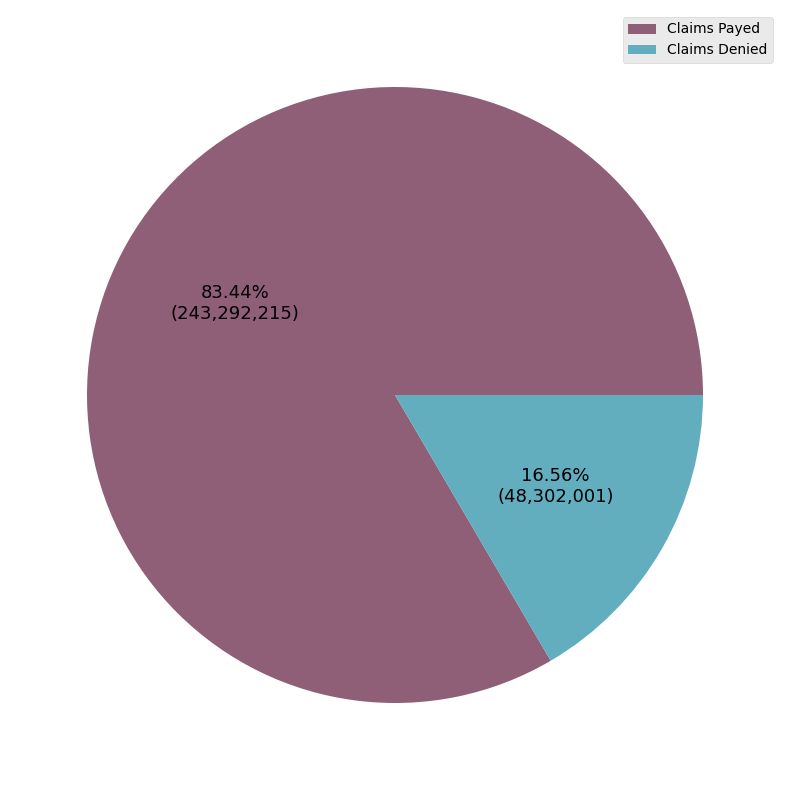 Claims Payed
Claims Denied
83.44%
(243,292,215)
16.56%
(48,302,001)